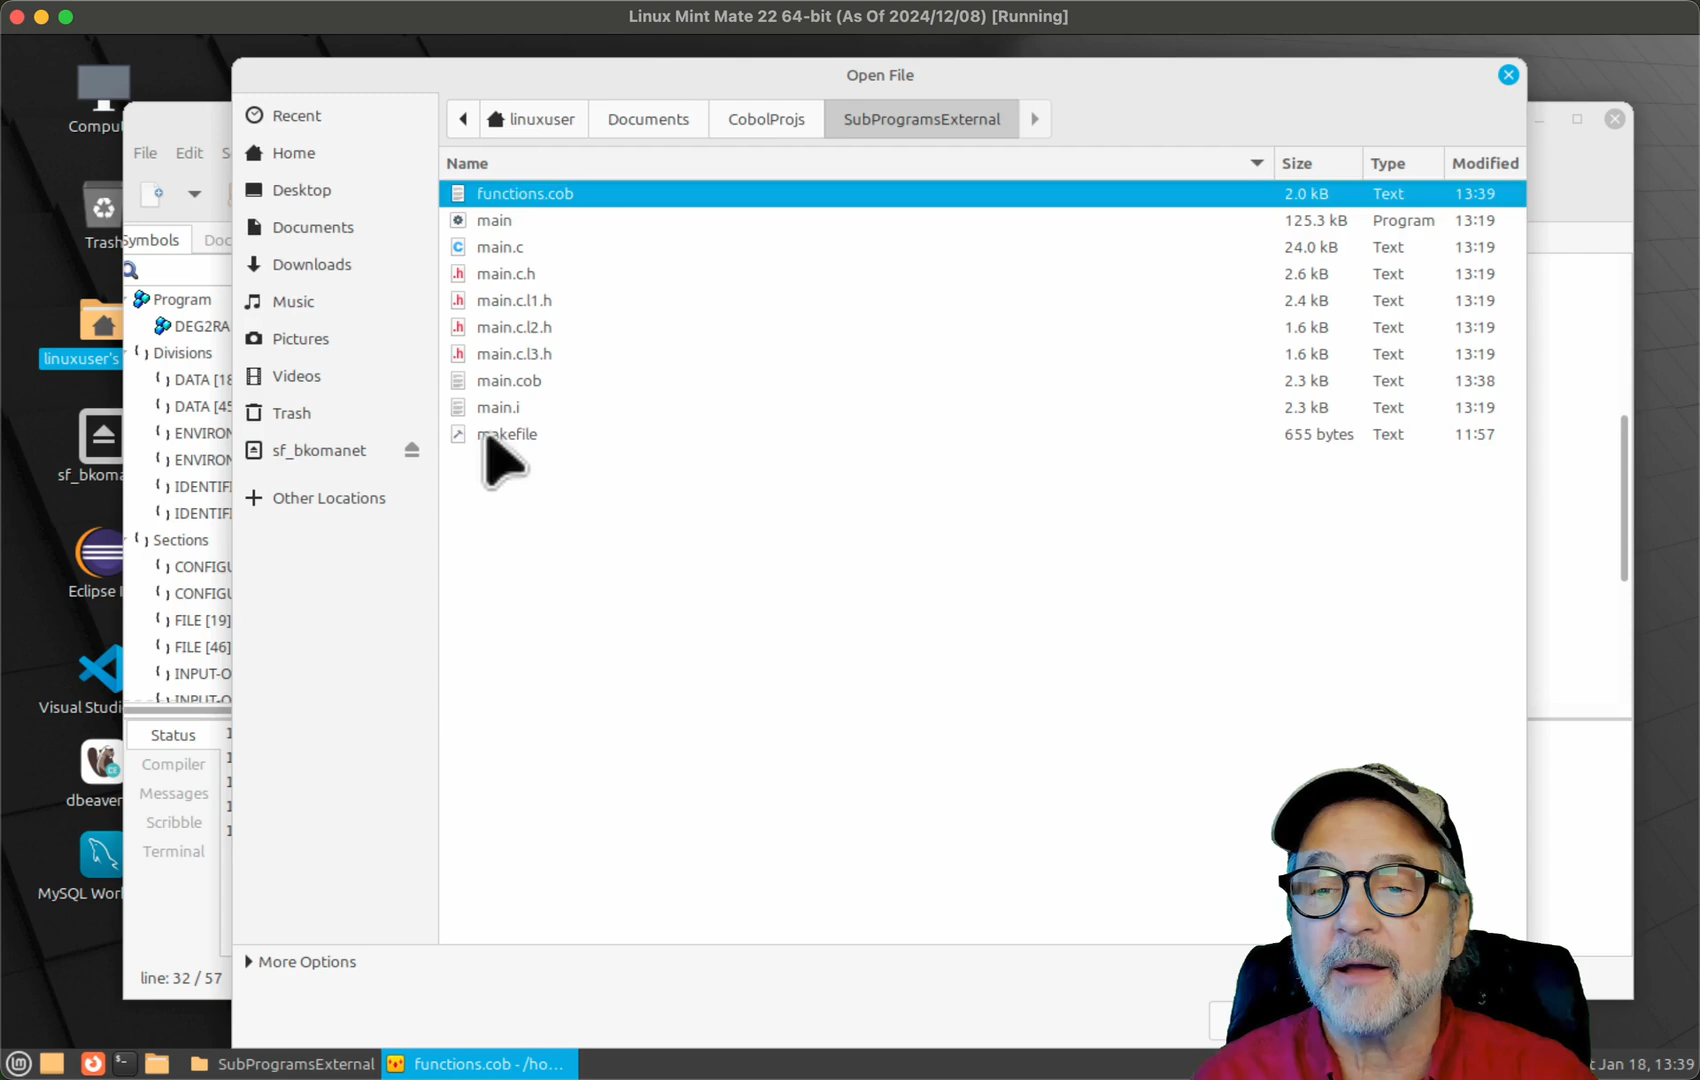 Linux Mint Mate 22 64-bit (As Of 2024/12/08) [Running]
Open File
Recent
Home
Desktop
Documents
Downloads
Music
Pictures
Videos
Trash
sf_bkomanet
Other Locations
linuxuser
Documents
CobolProjs
SubProgramsExternal
Name Size Type Modified
functions.cob 2.0 kB Text 13:39
main 125.3 kB Program 13:19
main.c 24.0 kB Text 13:19
main.c.h 2.6 kB Text 13:19
main.c.l1.h 2.4 kB Text 13:19
main.c.l2.h 1.6 kB Text 13:19
main.c.l3.h 1.6 kB Text 13:19
main.cob 2.3 kB Text 13:38
main.i 2.3 kB Text 13:19
makefile 655 bytes Text 11:57
More Options
Comput
Trash
linuxuser's
sf_bkoma
Eclipse I
Visual Studi
dbeaver
MySQL Work
File Edit S
Symbols Doc
Program
DEG2RA
Divisions
DATA [18
DATA [45
ENVIRON
ENVIRON
IDENTIF
IDENTIF
Sections
CONFIGU
CONFIGU
FILE [19]
FILE [46]
INPUT-O
INPUT-O
Status
Compiler
Messages
Scribble
Terminal
line: 32 / 57
SubProgramsExternal
functions.cob - /ho...
Jan 18, 13:39